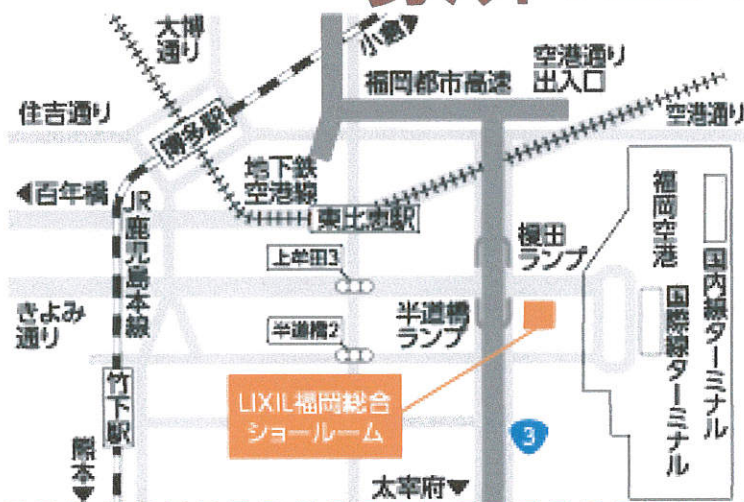 大博
通り
小倉▶
福岡都市高速
空港通り
出入口
住吉通り
博多駅
空港通り
地下鉄
空港線
◀百年橋
JR鹿児島本線
東比恵駅
福岡空港
榎田
ランプ
上牟田3
国内線ターミナル
国際線ターミナル
きよみ
通り
半道橋2
半道橋
ランプ
竹下駅
LIXIL福岡総合
ショールーム
3
熊本
▼
太宰府▼